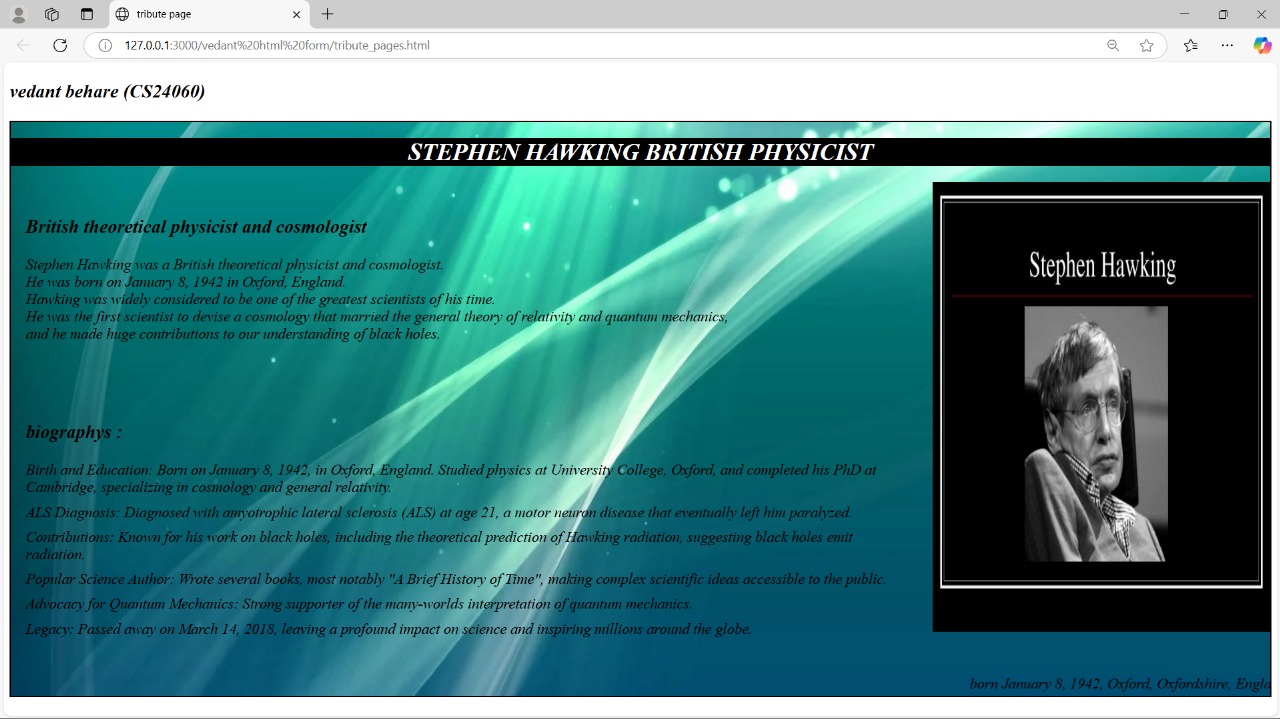 tribute page
127.0.0.1:3000/vedant%20html%20form/tribute_pages.html
vedant behare (CS24060)
STEPHEN HAWKING BRITISH PHYSICIST
British theoretical physicist and cosmologist
Stephen Hawking was a British theoretical physicist and cosmologist.
He was born on January 8, 1942 in Oxford, England.
Hawking was widely considered to be one of the greatest scientists of his time.
He was the first scientist to devise a cosmology that married the general theory of relativity and quantum mechanics,
and he made huge contributions to our understanding of black holes.
Stephen Hawking
biographys :
Birth and Education: Born on January 8, 1942, in Oxford, England. Studied physics at University College, Oxford, and completed his PhD at
Cambridge, specializing in cosmology and general relativity.
ALS Diagnosis: Diagnosed with amyotrophic lateral sclerosis (ALS) at age 21, a motor neuron disease that eventually left him paralyzed.
Contributions: Known for his work on black holes, including the theoretical prediction of Hawking radiation, suggesting black holes emit
radiation.
Popular Science Author: Wrote several books, most notably "A Brief History of Time", making complex scientific ideas accessible to the public.
Advocacy for Quantum Mechanics: Strong supporter of the many-worlds interpretation of quantum mechanics.
Legacy: Passed away on March 14, 2018, leaving a profound impact on science and inspiring millions around the globe.
born January 8, 1942, Oxford, Oxfordshire, Engla